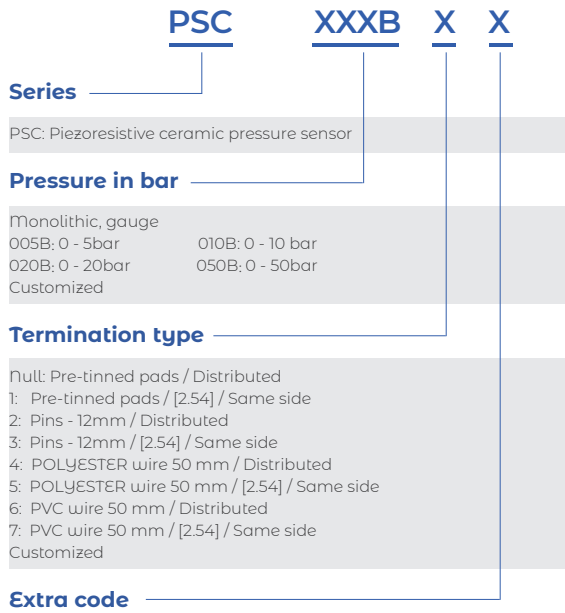 PSC XXXB X X
Series
PSC: Piezoresistive ceramic pressure sensor
Pressure in bar
Monolithic, gauge
005B: 0 - 5bar 010B: 0 - 10 bar
020B: 0 - 20bar 050B: 0 - 50bar
Customized
Termination type
Null: Pre-tinned pads / Distributed
1: Pre-tinned pads / [2.54] / Same side
2: Pins - 12mm / Distributed
3: Pins - 12mm / [2.54] / Same side
4: POLYESTER wire 50 mm / Distributed
5: POLYESTER wire 50 mm / [2.54] / Same side
6: PVC wire 50 mm / Distributed
7: PVC wire 50 mm / [2.54] / Same side
Customized
Extra code